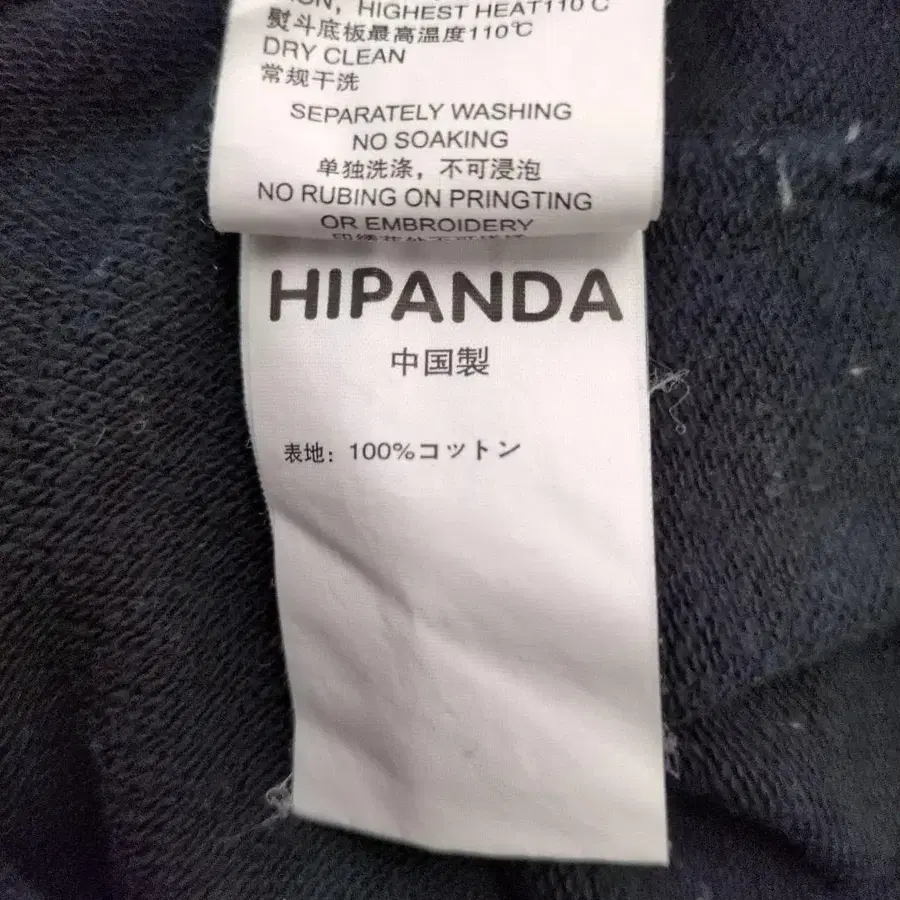 HIGHEST HEAT110℃
熨斗底板最高温度110℃
DRY CLEAN
常规干洗
SEPARATELY WASHING
NO SOAKING
单独洗涤，不可浸泡
NO RUBING ON PRINGTING
OR EMBROIDERY
HIPANDA
中国製
表地：100%コットン